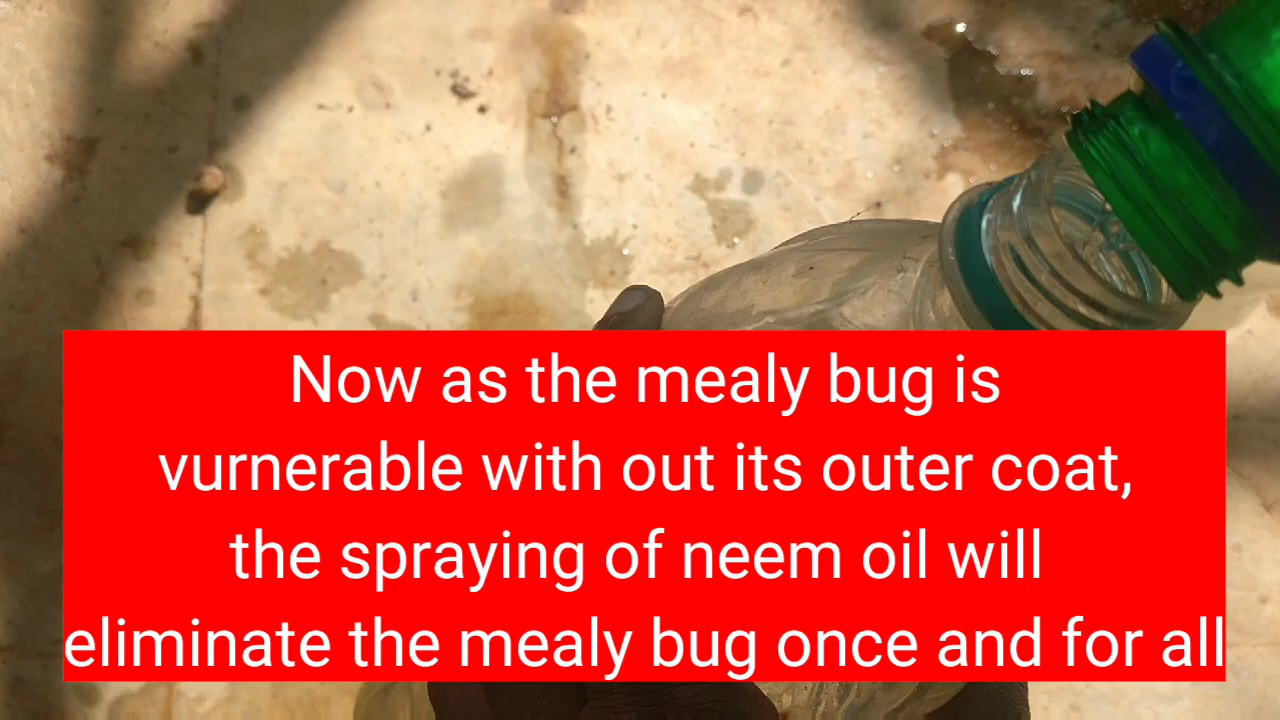 Now as the mealy bug is
vurnerable with out its outer coat,
the spraying of neem oil will
eliminate the mealy bug once and for all